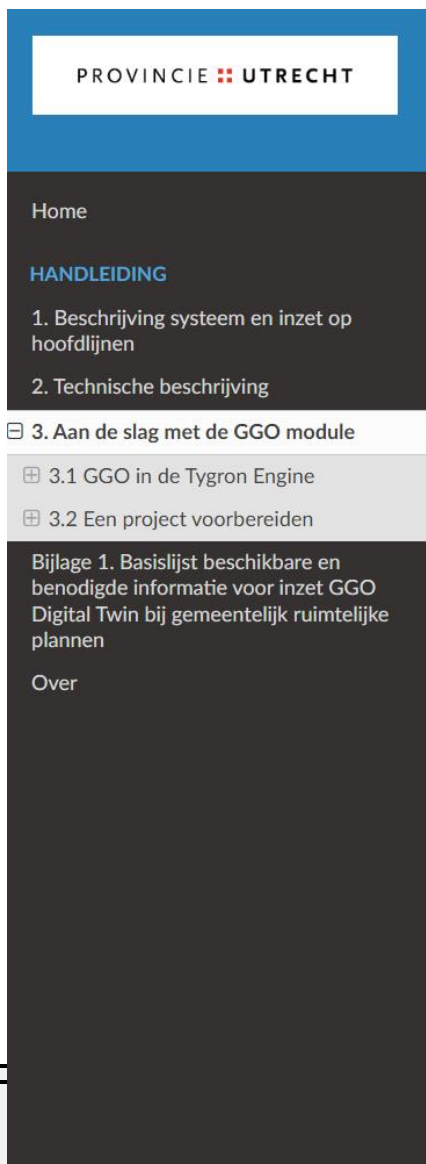 PROVINCIE UTRECHT
Home
HANDLEIDING
1. Beschrijving systeem en inzet op
hoofdlijnen
2. Technische beschrijving
3. Aan de slag met de GGO module
3.1 GGO in de Tygron Engine
3.2 Een project voorbereiden
Bijlage 1. Basislijst beschikbare en
benodigde informatie voor inzet GGO
Digital Twin bij gemeentelijk ruimtelijke
plannen
Over